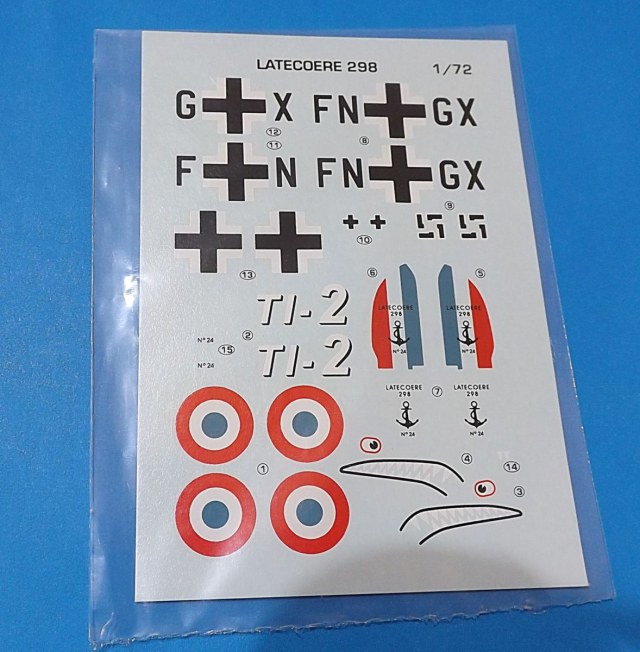 LATECOERE 298 1/72
G X FN GX
12
11 8
F N FN GX
9
10
13
6 5
TI-2
LATECOERE
298
N° 24
LATECOERE
298
N° 24
2
N° 24
15
TI-2
N° 24
7
LATECOERE
298
N° 24
LATECOERE
298
N° 24
1
4
14
3